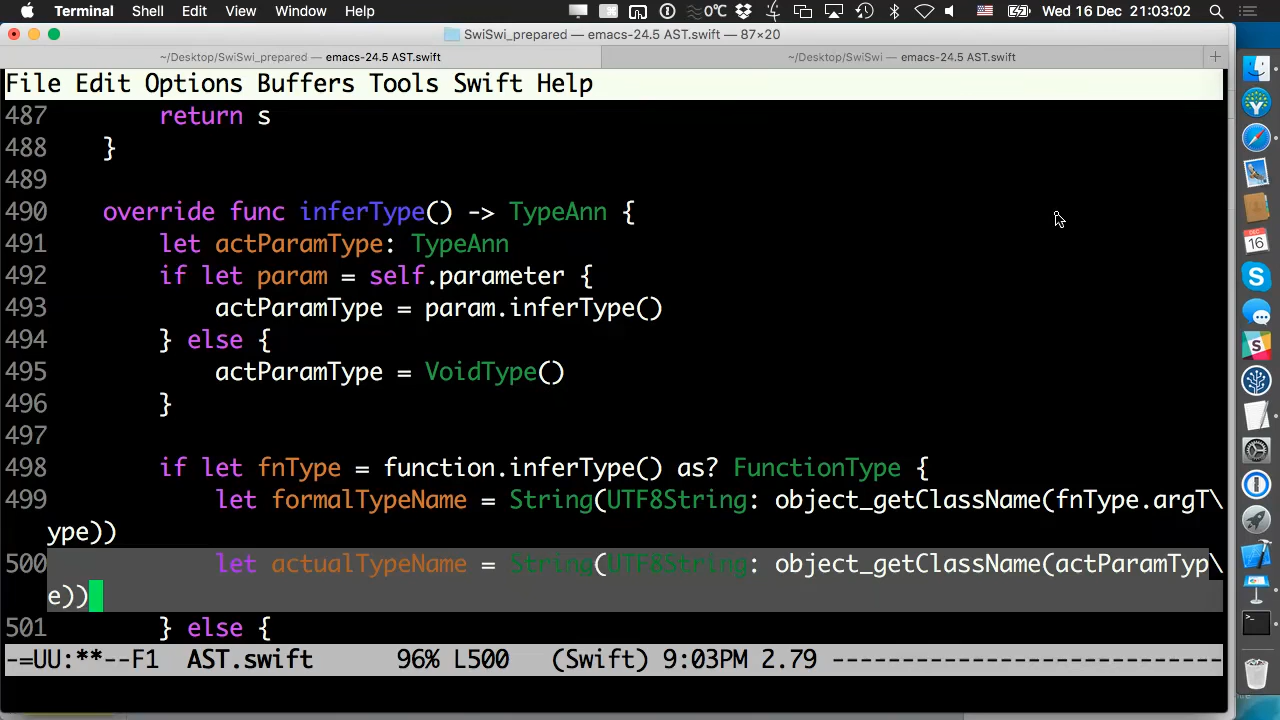 Terminal Shell Edit View Window Help 0°C Wed 16 Dec 21:03:02
SwiSwi_prepared — emacs-24.5 AST.swift — 87×20
~/Desktop/SwiSwi_prepared — emacs-24.5 AST.swift ~/Desktop/SwiSwi — emacs-24.5 AST.swift
File Edit Options Buffers Tools Swift Help
487 return s
488 }
489
490 override func inferType() -> TypeAnn {
491 let actParamType: TypeAnn
492 if let param = self.parameter {
493 actParamType = param.inferType()
494 } else {
495 actParamType = VoidType()
496 }
497
498 if let fnType = function.inferType() as? FunctionType {
499 let formalTypeName = String(UTF8String: object_getClassName(fnType.argT\
ype))
500 let actualTypeName = String(UTF8String: object_getClassName(actParamTyp\
e))
501 } else {
-=UU:**--F1 AST.swift 96% L500 (Swift) 9:03PM 2.79 -----------------------------
DEC
16